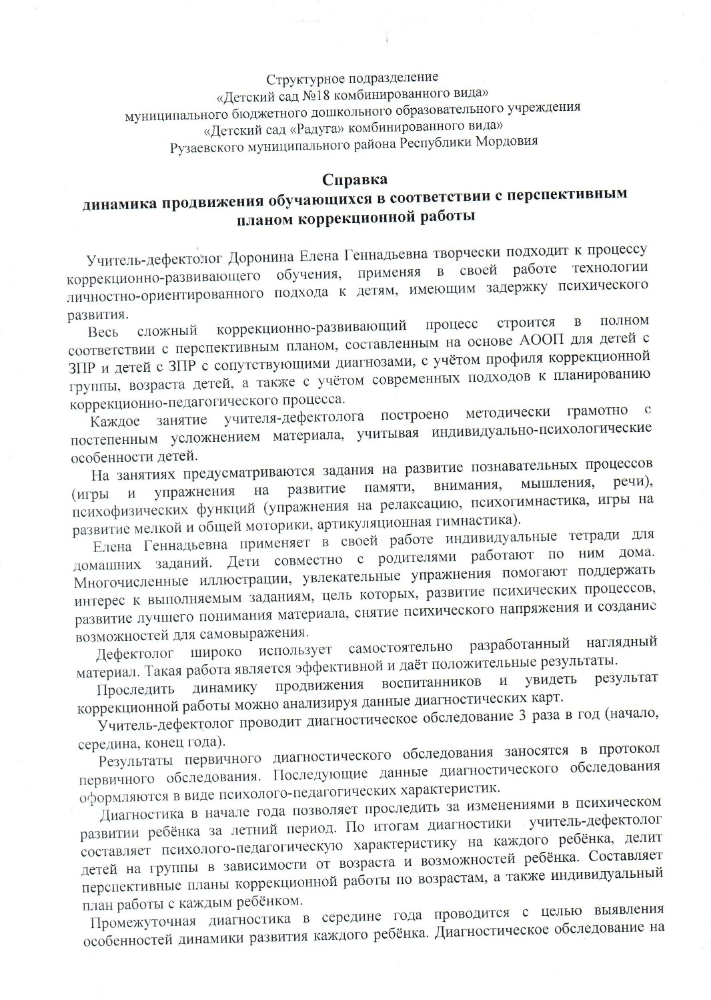 Структурное подразделение
«Детский сад №18 комбинированного вида»
муниципального бюджетного дошкольного образовательного учреждения
«Детский сад «Радуга» комбинированного вида»
Рузаевского муниципального района Республики Мордовия
Справка
динамика продвижения обучающихся в соответствии с перспективным
планом коррекционной работы
Учитель-дефектолог Доронина Елена Геннадьевна творчески подходит к процессу
коррекционно-развивающего обучения, применяя в своей работе технологии
личностно-ориентированного подхода к детям, имеющим задержку психического
развития.
Весь сложный коррекционно-развивающий процесс строится в полном
соответствии с перспективным планом, составленным на основе АООП для детей с
ЗПР и детей с ЗПР с сопутствующими диагнозами, с учётом профиля коррекционной
группы, возраста детей, а также с учётом современных подходов к планированию
коррекционно-педагогического процесса.
Каждое занятие учителя-дефектолога построено методически грамотно с
постепенным усложнением материала, учитывая индивидуально-психологические
особенности детей.
На занятиях предусматриваются задания на развитие познавательных процессов
(игры и упражнения на развитие памяти, внимания, мышления, речи),
психофизических функций (упражнения на релаксацию, психогимнастика, игры на
развитие мелкой и общей моторики, артикуляционная гимнастика).
Елена Геннадьевна применяет в своей работе индивидуальные тетради для
домашних заданий. Дети совместно с родителями работают по ним дома.
Многочисленные иллюстрации, увлекательные упражнения помогают поддержать
интерес к выполняемым заданиям, цель которых, развитие психических процессов,
развитие лучшего понимания материала, снятие психического напряжения и создание
возможностей для самовыражения.
Дефектолог широко использует самостоятельно разработанный наглядный
материал. Такая работа является эффективной и даёт положительные результаты.
Проследить динамику продвижения воспитанников и увидеть результат
коррекционной работы можно анализируя данные диагностических карт.
Учитель-дефектолог проводит диагностическое обследование 3 раза в год (начало,
середина, конец года).
Результаты первичного диагностического обследования заносятся в протокол
первичного обследования. Последующие данные диагностического обследования
оформляются в виде психолого-педагогических характеристик.
Диагностика в начале года позволяет проследить за изменениями в психическом
развитии ребёнка за летний период. По итогам диагностики учитель-дефектолог
составляет психолого-педагогическую характеристику на каждого ребёнка, делит
детей на группы в зависимости от возраста и возможностей ребёнка. Составляет
перспективные планы коррекционной работы по возрастам, а также индивидуальный
план работы с каждым ребёнком.
Промежуточная диагностика в середине года проводится с целью выявления
особенностей динамики развития каждого ребёнка. Диагностическое обследование на